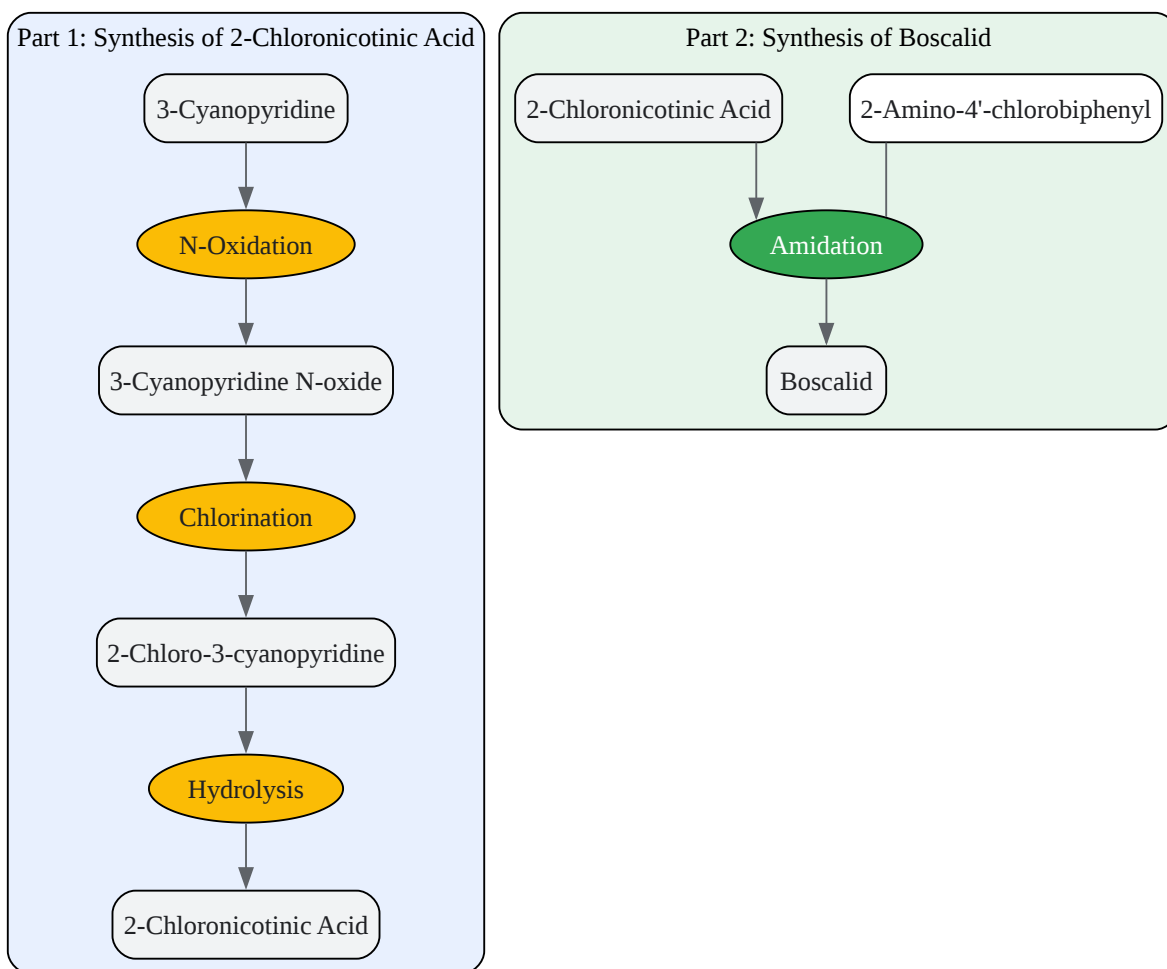 Part 1: Synthesis of 2-Chloronicotinic Acid
3-Cyanopyridine
N-Oxidation
3-Cyanopyridine N-oxide
Chlorination
2-Chloro-3-cyanopyridine
Hydrolysis
2-Chloronicotinic Acid
Part 2: Synthesis of Boscalid
2-Chloronicotinic Acid
2-Amino-4'-chlorobiphenyl
Amidation
Boscalid